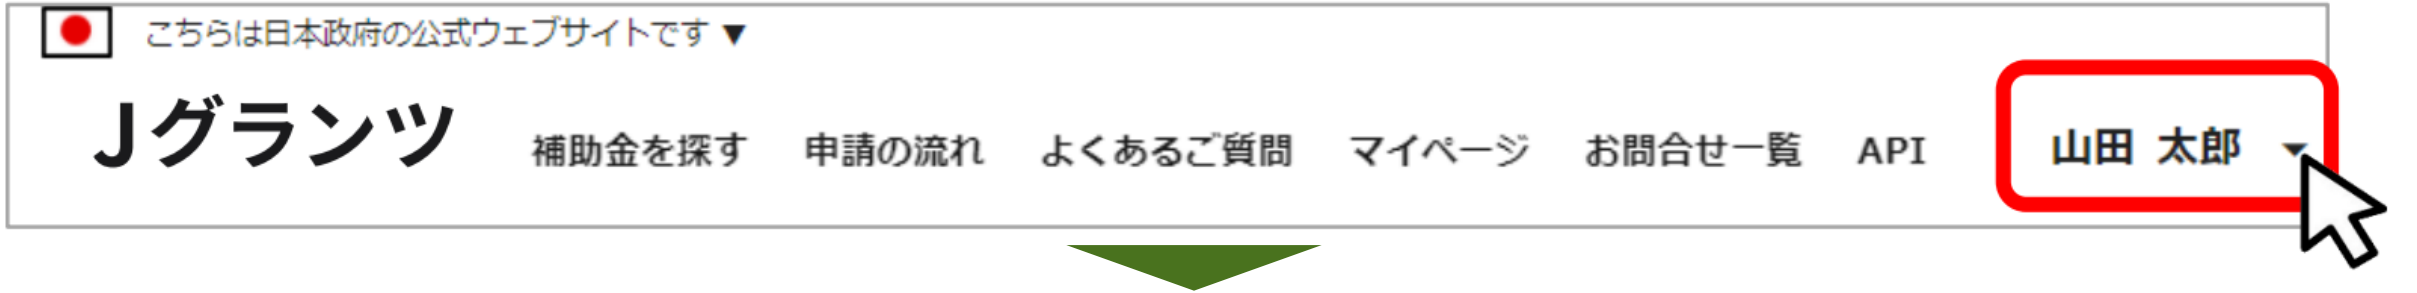 こちらは日本政府の公式ウェブサイトです ▼
Jグランツ 補助金を探す 申請の流れ よくあるご質問 マイページ お問合せ一覧 API 山田 太郎